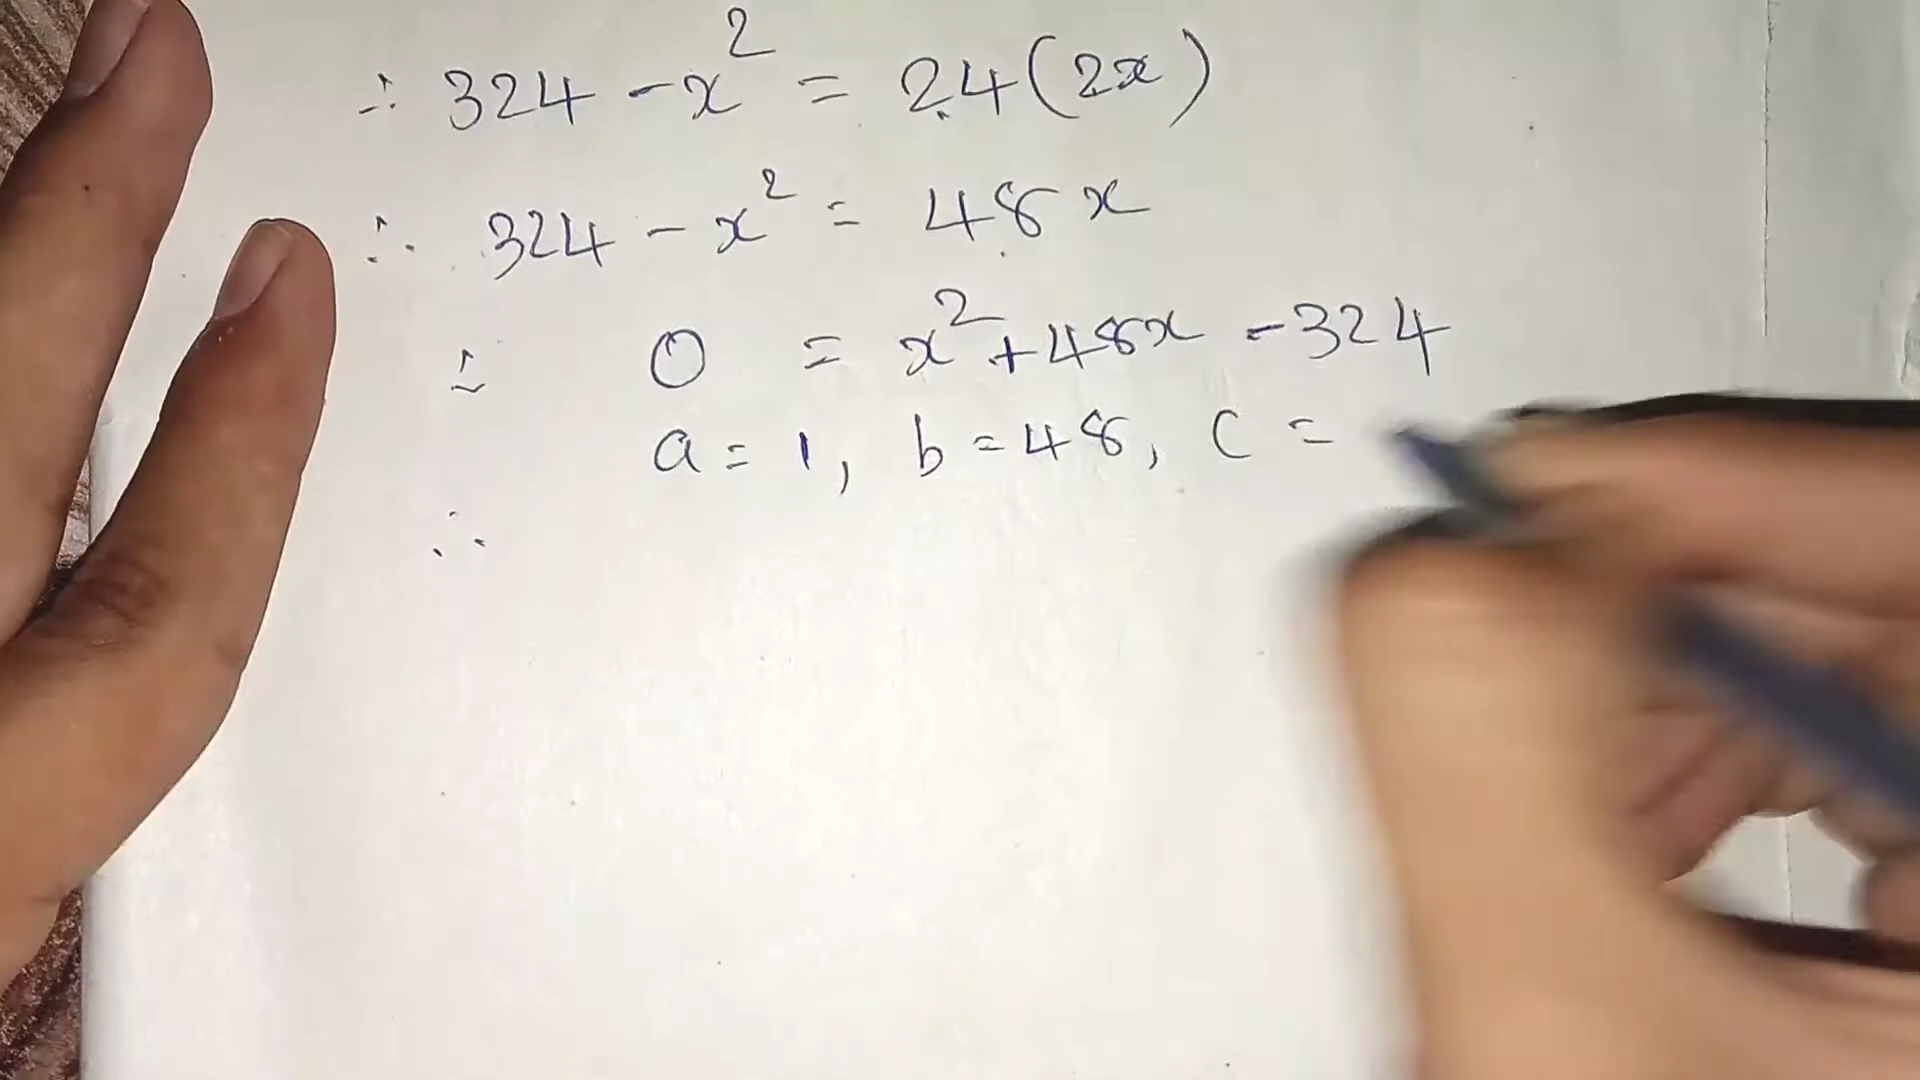 ∴ 324 - x² = 24(2x)
∴ 324 - x² = 48x
∴ 0 = x² + 48x - 324
a = 1, b = 48, c =
∴